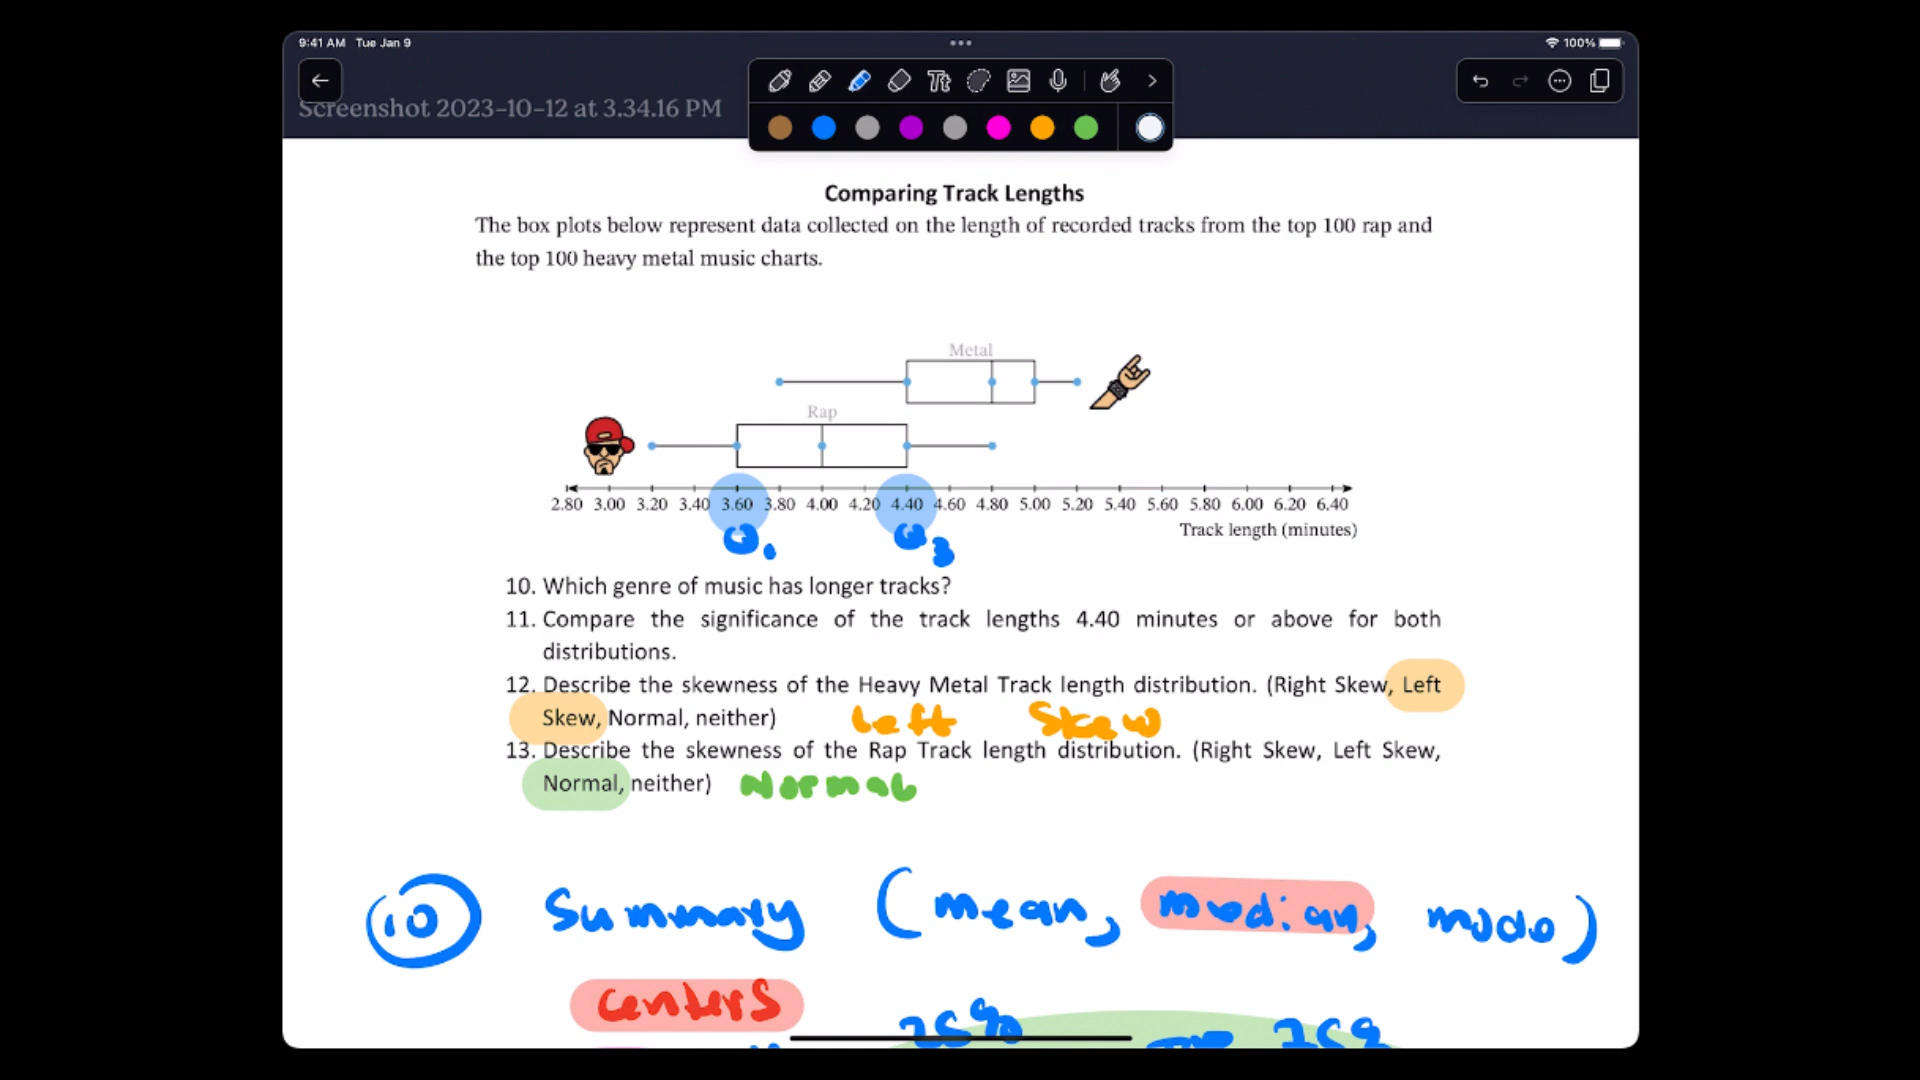 9:41 AM Tue Jan 9
100%
Screenshot 2023-10-12 at 3.34.16 PM
Tt
Comparing Track Lengths
The box plots below represent data collected on the length of recorded tracks from the top 100 rap and
the top 100 heavy metal music charts.
Metal
Rap
2.80 3.00 3.20 3.40 3.60 3.80 4.00 4.20 4.40 4.60 4.80 5.00 5.20 5.40 5.60 5.80 6.00 6.20 6.40
Track length (minutes)
Q1 Q3
10. Which genre of music has longer tracks?
11. Compare the significance of the track lengths 4.40 minutes or above for both
distributions.
12. Describe the skewness of the Heavy Metal Track length distribution. (Right Skew, Left
Skew, Normal, neither) Left Skew
13. Describe the skewness of the Rap Track length distribution. (Right Skew, Left Skew,
Normal, neither) Normal
10 Summary (mean, median, mode)
centers